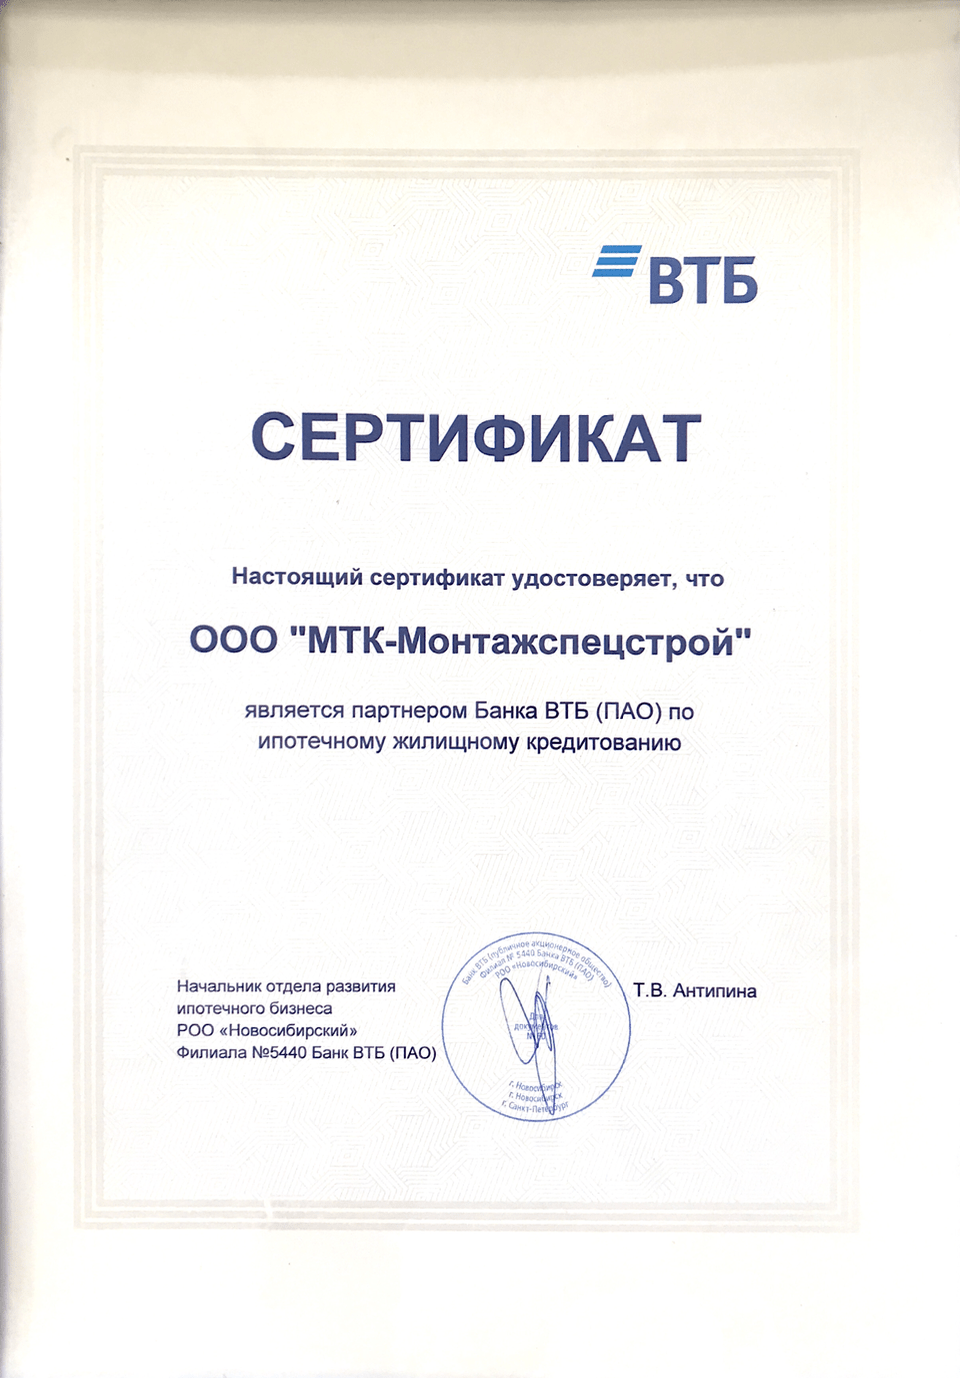 ВТБ
СЕРТИФИКАТ
Настоящий сертификат удостоверяет, что
ООО "МТК-Монтажспецстрой"
является партнером Банка ВТБ (ПАО) по
ипотечному жилищному кредитованию
Начальник отдела развития
ипотечного бизнеса
РОО «Новосибирский»
Филиала №5440 Банк ВТБ (ПАО)
Банк ВТБ (публичное акционерное общество)
Филиал № 5440 Банка ВТБ (ПАО)
РОО «Новосибирский»
Для
документов
г. Новосибирск
г. Новосибирск
г. Санкт-Петербург
Т.В. Антипина